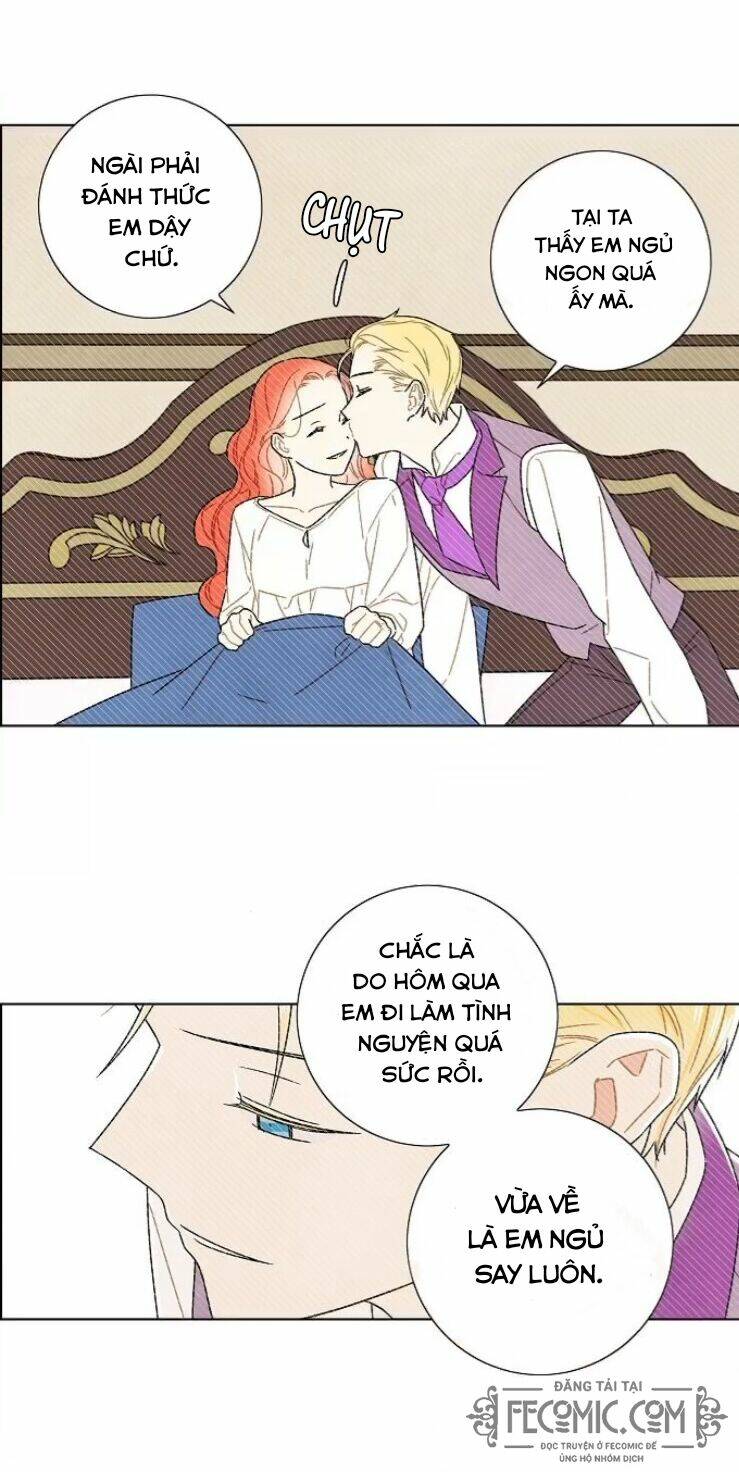 NGÀI PHẢI
ĐÁNH THỨC
EM DẬY
CHỨ.
CHỤT
TẠI TA
THẤY EM NGỦ
NGON QUÁ
ẤY MÀ.
CHẮC LÀ
DO HÔM QUA
EM ĐI LÀM TÌNH
NGUYỆN QUÁ
SỨC RỒI.
VỪA VỀ
LÀ EM NGỦ
SAY LUÔN.
ĐĂNG TẢI TẠI
FECOMIC.COM
ĐỌC TRUYỆN Ở FECOMIC ĐỂ
ỦNG HỘ NHÓM DỊCH